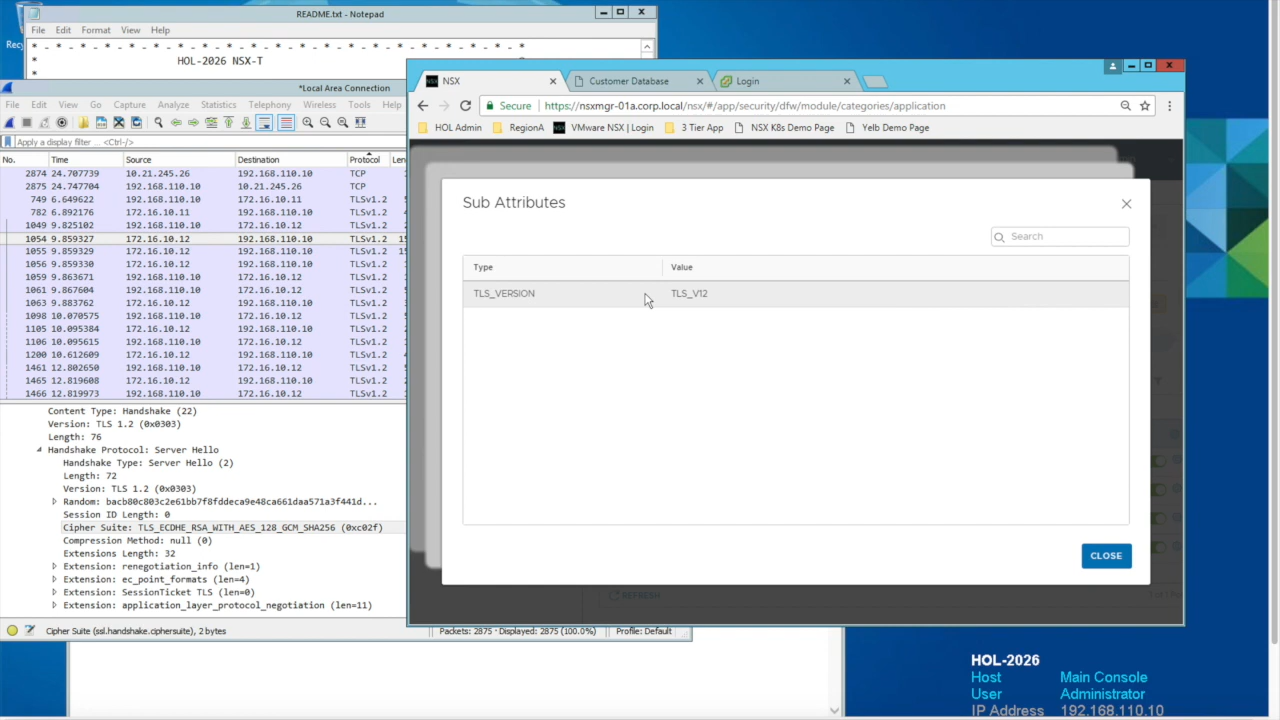 README.txt - Notepad
File Edit Format View Help
* - * - * - * - * - * - * - * - * - * - * - * - * - * - * - *
* HOL-2026 NSX-T
*
Recy
*Local Area Connection
File Edit View Go Capture Analyze Statistics Telephony Wireless Tools Help
Apply a display filter ... <Ctrl-/>
No. Time Source Destination Protocol Len
2874 24.707739 10.21.245.26 192.168.110.10 TCP
2875 24.747704 192.168.110.10 10.21.245.26 TCP
749 6.649622 192.168.110.10 172.16.10.11 TLSv1.2
782 6.892176 172.16.10.11 192.168.110.10 TLSv1.2
1049 9.825102 192.168.110.10 172.16.10.12 TLSv1.2
1054 9.859327 172.16.10.12 192.168.110.10 TLSv1.2 15
1055 9.859329 172.16.10.12 192.168.110.10 TLSv1.2 15
1056 9.859330 172.16.10.12 192.168.110.10 TLSv1.2
1059 9.863671 192.168.110.10 172.16.10.12 TLSv1.2
1061 9.867604 192.168.110.10 172.16.10.12 TLSv1.2
1063 9.883762 172.16.10.12 192.168.110.10 TLSv1.2
1098 10.070575 192.168.110.10 172.16.10.12 TLSv1.2
1105 10.095384 172.16.10.12 192.168.110.10 TLSv1.2
1106 10.095615 192.168.110.10 172.16.10.12 TLSv1.2
1200 10.612609 172.16.10.12 192.168.110.10 TLSv1.2
1461 12.802650 192.168.110.10 172.16.10.12 TLSv1.2
1465 12.819608 172.16.10.12 192.168.110.10 TLSv1.2
1466 12.819973 192.168.110.10 172.16.10.12 TLSv1.2
Content Type: Handshake (22)
Version: TLS 1.2 (0x0303)
Length: 76
Handshake Protocol: Server Hello
Handshake Type: Server Hello (2)
Length: 72
Version: TLS 1.2 (0x0303)
Random: bacb80c803c2e61bb7f8fddeca9e48ca661daa571a3f441d...
Session ID Length: 0
Cipher Suite: TLS_ECDHE_RSA_WITH_AES_128_GCM_SHA256 (0xc02f)
Compression Method: null (0)
Extensions Length: 32
Extension: renegotiation_info (len=1)
Extension: ec_point_formats (len=4)
Extension: SessionTicket TLS (len=0)
Extension: application_layer_protocol_negotiation (len=11)
Cipher Suite (ssl.handshake.ciphersuite), 2 bytes
Packets: 2875 · Displayed: 2875 (100.0%)
Profile: Default
NSX
Customer Database
Login
Secure https://nsxmgr-01a.corp.local/nsx/#/app/security/dfw/module/categories/application
HOL Admin RegionA VMware NSX | Login 3 Tier App NSX K8s Demo Page Yelb Demo Page
Sub Attributes
Search
Type Value
TLS_VERSION TLS_V12
CLOSE
REFRESH
HOL-2026
Host Main Console
User Administrator
IP Address 192.168.110.10